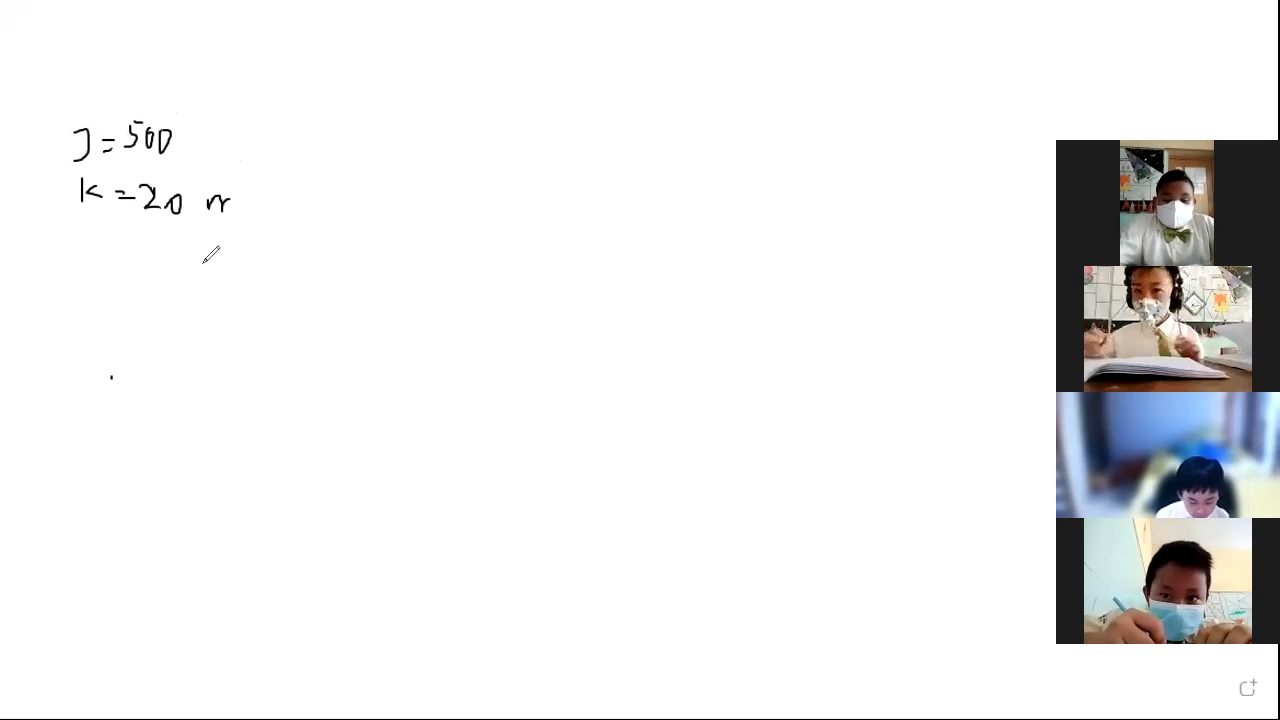 J = 500
K = 20 m